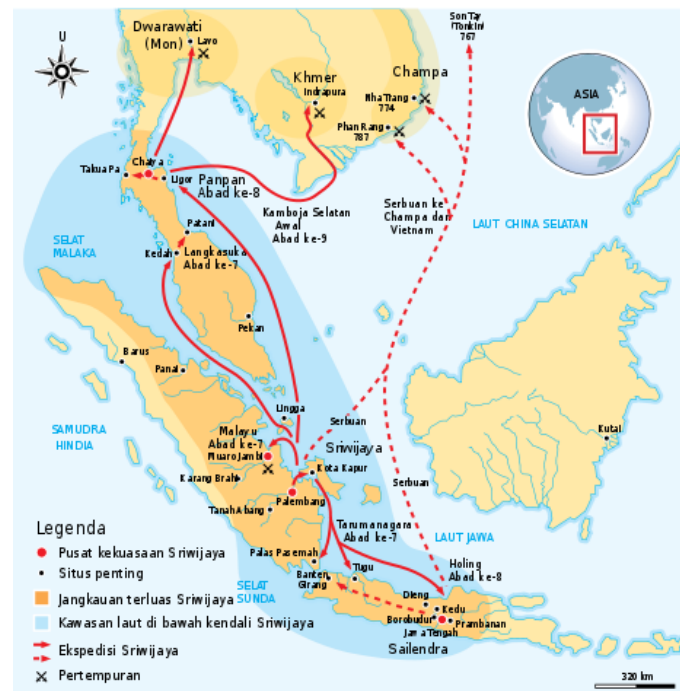 Dwarawati
(Mon)
Lavo
Son Tay
(Tonkin)
767
U
Khmer
Indrapura
Champa
Nha Trang
774
Phan Rang
787
ASIA
Takua Pa
Chaiya
Ligor
Panpan
Abad ke-8
Kamboja Selatan
Awal
Abad ke-9
Serbuan ke
Champa dan
Vietnam
LAUT CHINA SELATAN
SELAT
MALAKA
Patani
Kedah
Langkasuka
Abad ke-7
Pekan
Barus
Panai
Lingga
SAMUDRA
HINDIA
Malayu
Abad ke-7
Muaro Jambi
Serbuan
Sriwijaya
Kutai
Karang Brahi
Kota Kapur
Serbuan
Palembang
Tanah Abang
Tarumanagara
Abad ke-7
LAUT JAWA
Palas Pasemah
Holing
Abad ke-8
Banten
Girang
Tugu
SELAT
SUNDA
Dieng
Kedu
Borobudur
Prambanan
Jawa Tengah
Sailendra
Legenda
Pusat kekuasaan Sriwijaya
Situs penting
Jangkauan terluas Sriwijaya
Kawasan laut di bawah kendali Sriwijaya
Ekspedisi Sriwijaya
Pertempuran
320 km